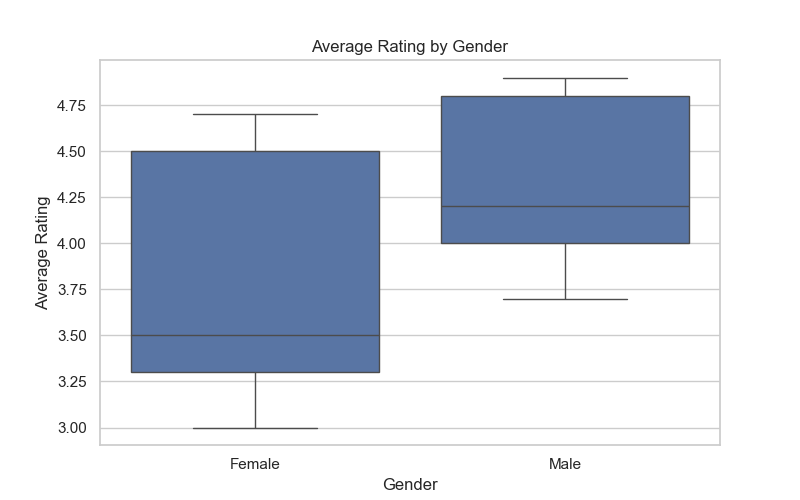 Average Rating by Gender
Average Rating
4.75
4.50
4.25
4.00
3.75
3.50
3.25
3.00
Female Male
Gender